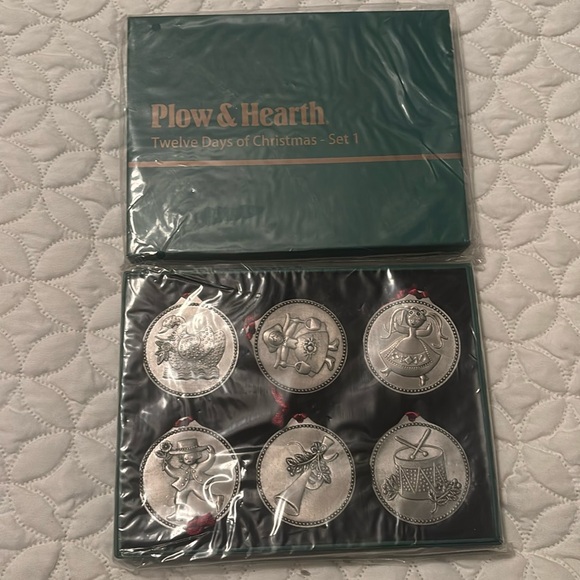 Plow & Hearth
Twelve Days of Christmas - Set 1